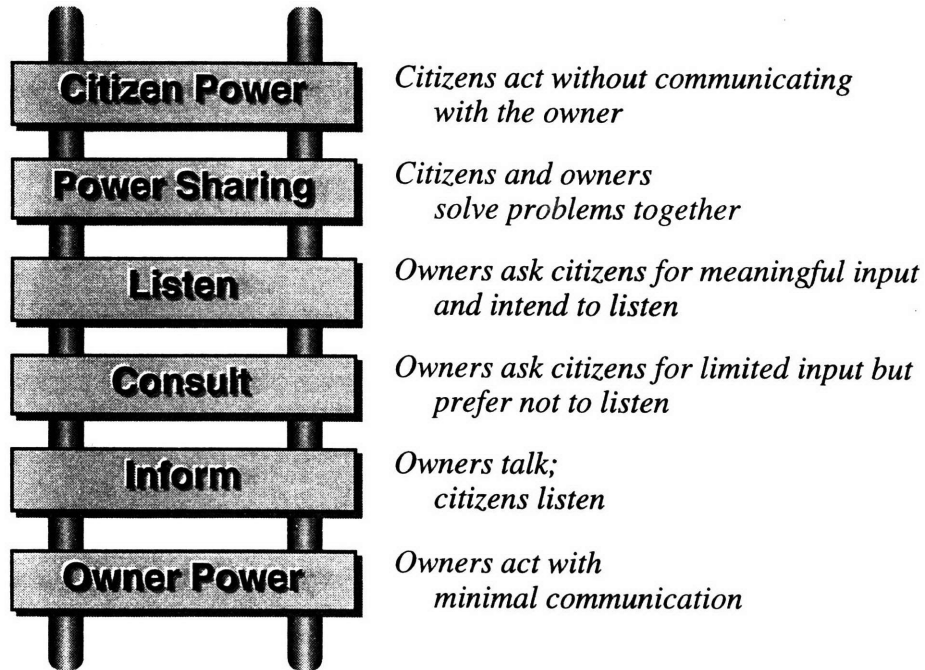 Citizen Power
Citizens act without communicating
with the owner
Power Sharing
Citizens and owners
solve problems together
Listen
Owners ask citizens for meaningful input
and intend to listen
Consult
Owners ask citizens for limited input but
prefer not to listen
Inform
Owners talk;
citizens listen
Owner Power
Owners act with
minimal communication